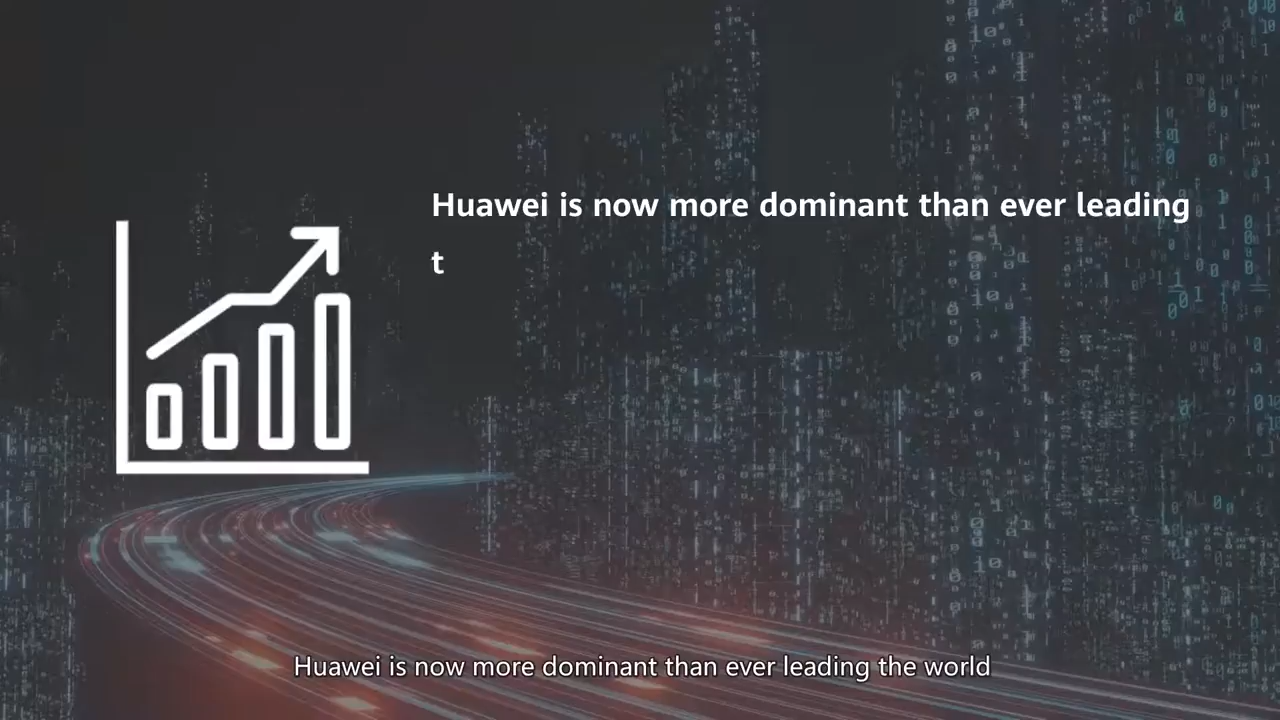 Huawei is now more dominant than ever leading
t
Huawei is now more dominant than ever leading the world